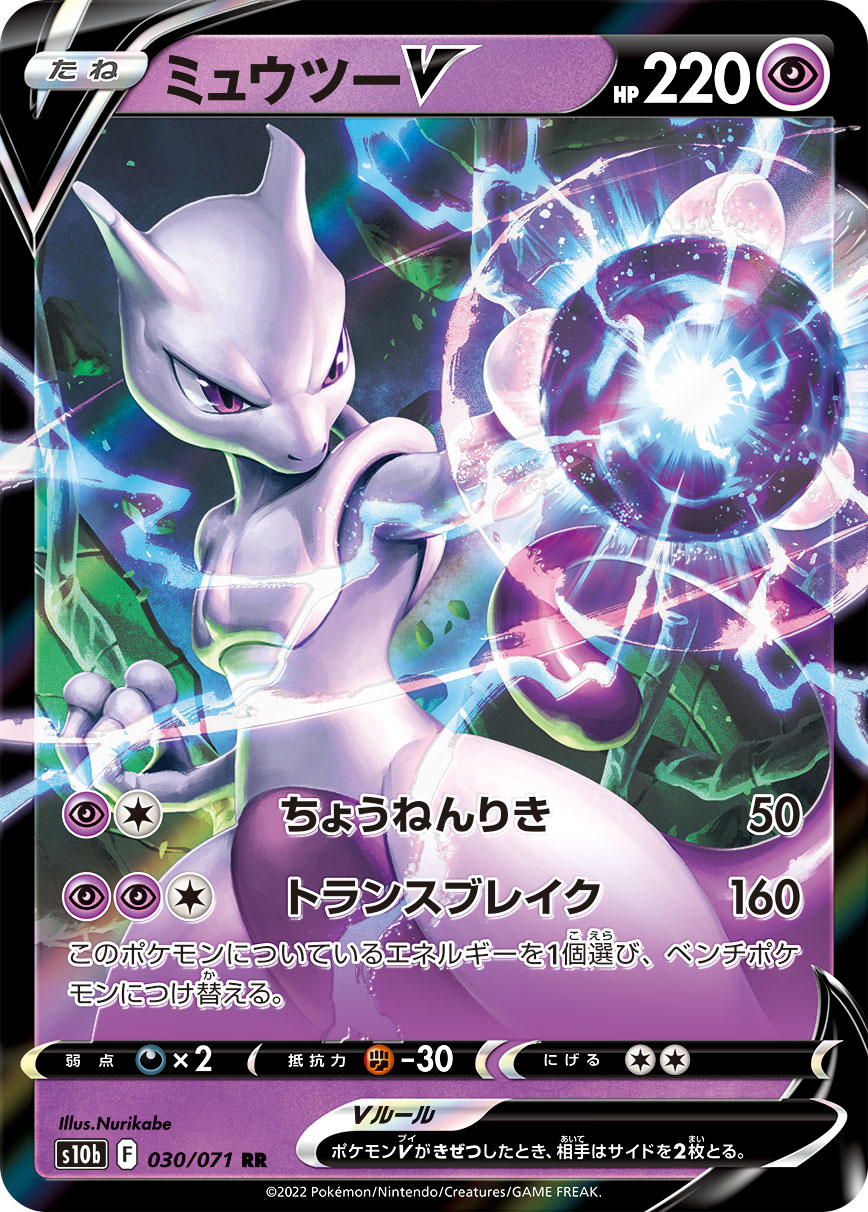 たね ミュウツーV HP 220
ちょうねんりき 50
トランスブレイク 160
このポケモンについているエネルギーを1個選び、ベンチポケ
モンにつけ替える。
弱点 ×2 抵抗力 -30 にげる
Illus.Nurikabe
Vルール
s10b F 030/071 RR
ポケモンVがきぜつしたとき、相手はサイドを2枚とる。
©2022 Pokémon/Nintendo/Creatures/GAME FREAK.